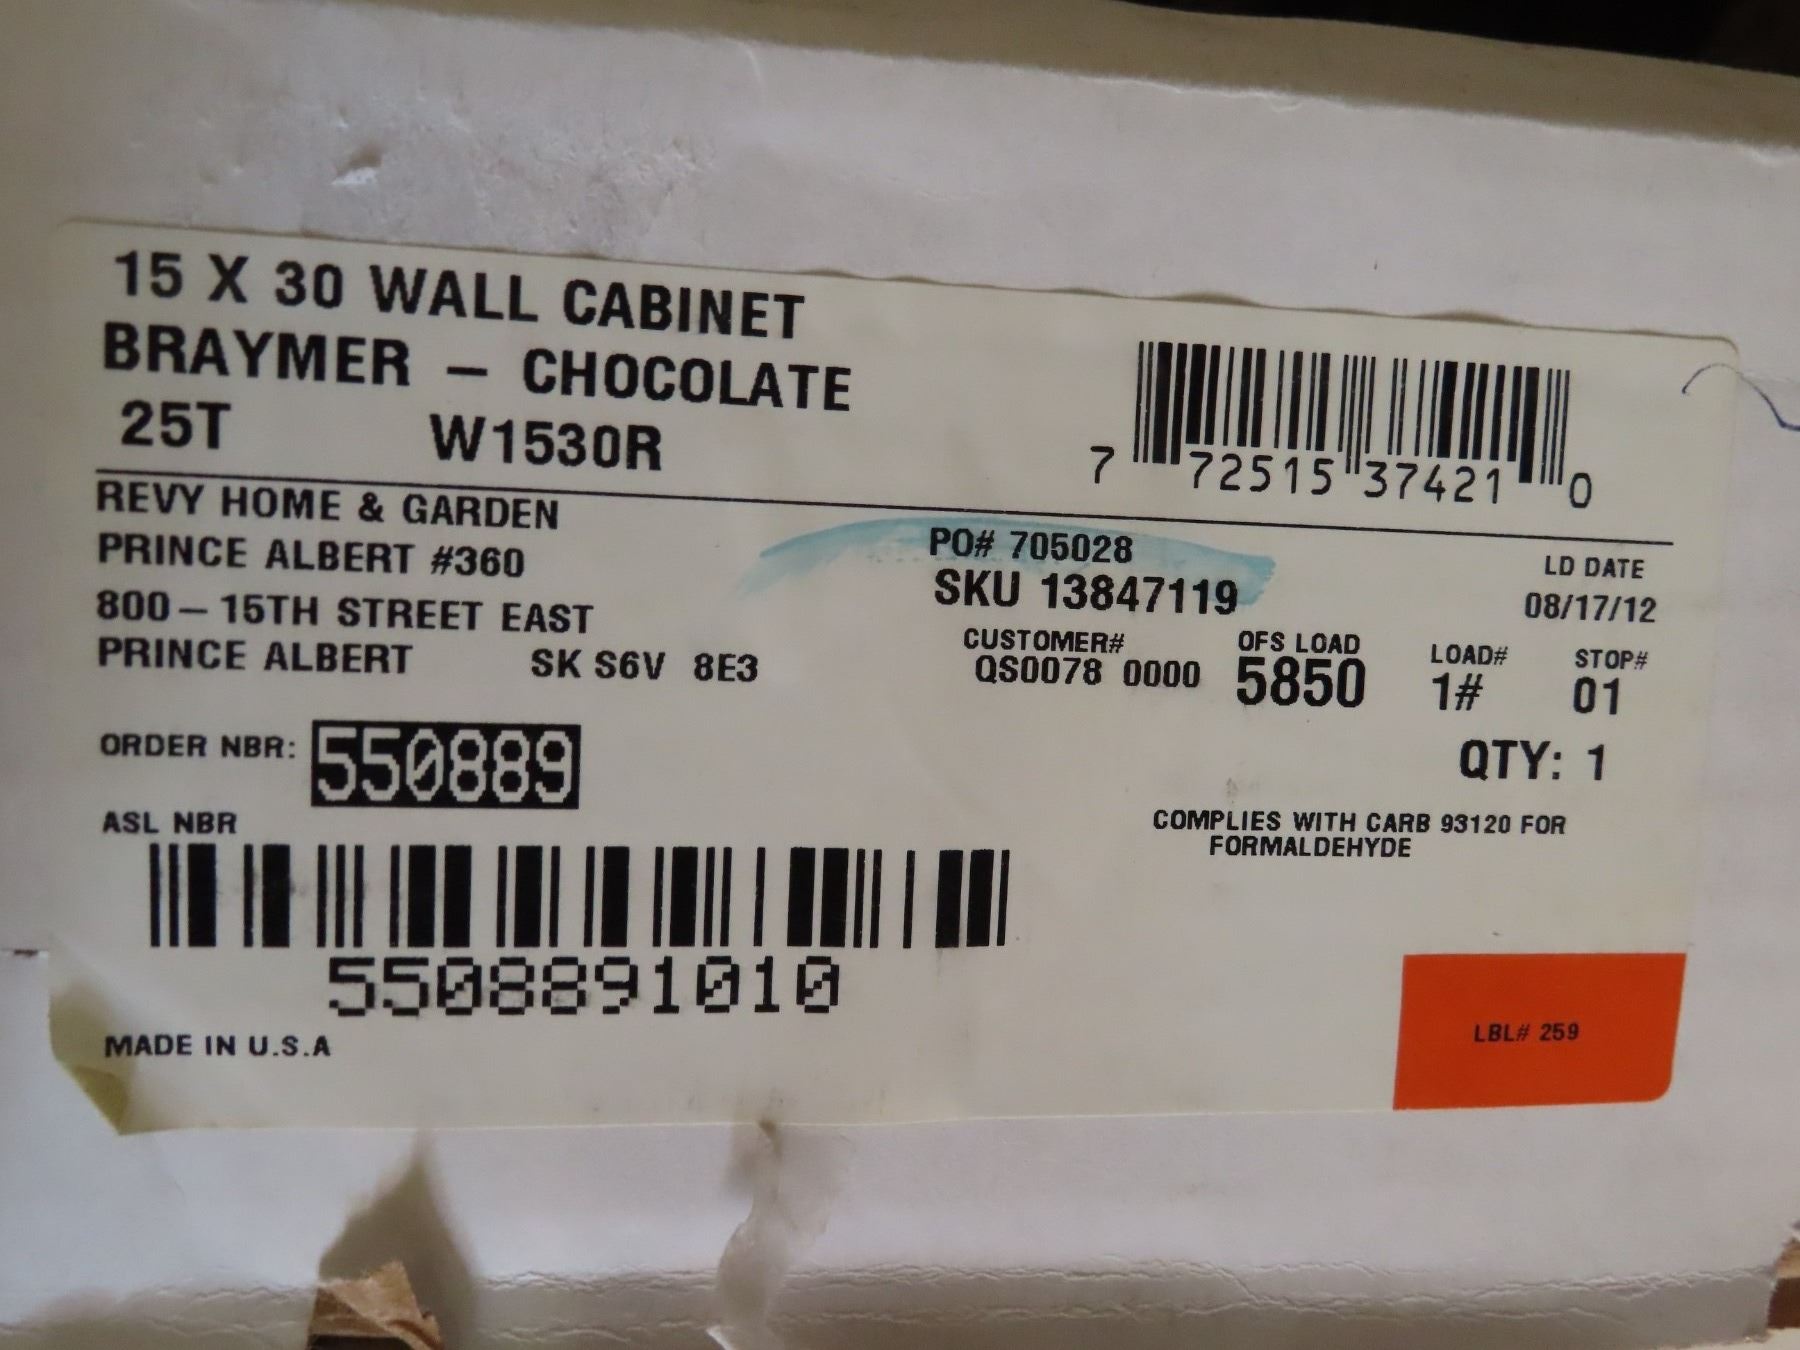 15 X 30 WALL CABINET
BRAYMER – CHOCOLATE
25T W1530R
7 72515 37421 0
REVY HOME & GARDEN
PRINCE ALBERT #360
800 – 15TH STREET EAST
PRINCE ALBERT SK S6V 8E3
PO# 705028
SKU 13847119
LD DATE
08/17/12
CUSTOMER#
QS0078 0000
OFS LOAD
5850
LOAD#
1#
STOP#
01
ORDER NBR: 550889
QTY: 1
ASL NBR
COMPLIES WITH CARB 93120 FOR
FORMALDEHYDE
5508891010
MADE IN U.S.A
LBL# 259